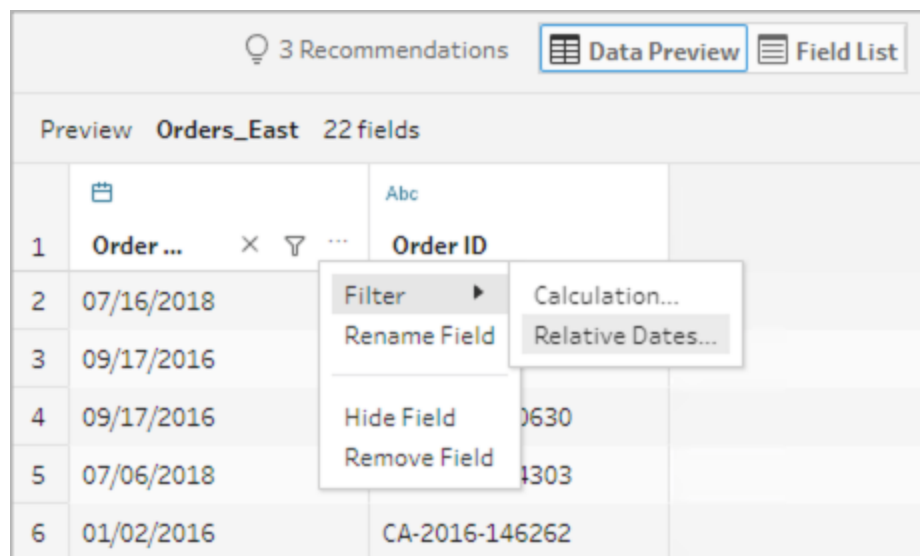 3 Recommendations Data Preview Field List
Preview Orders_East 22 fields
Abc
1 Order ... Order ID
Filter Calculation...
2 07/16/2018
Rename Field Relative Dates...
3 09/17/2016
4 09/17/2016 Hide Field 0630
Remove Field
5 07/06/2018 4303
6 01/02/2016 CA-2016-146262